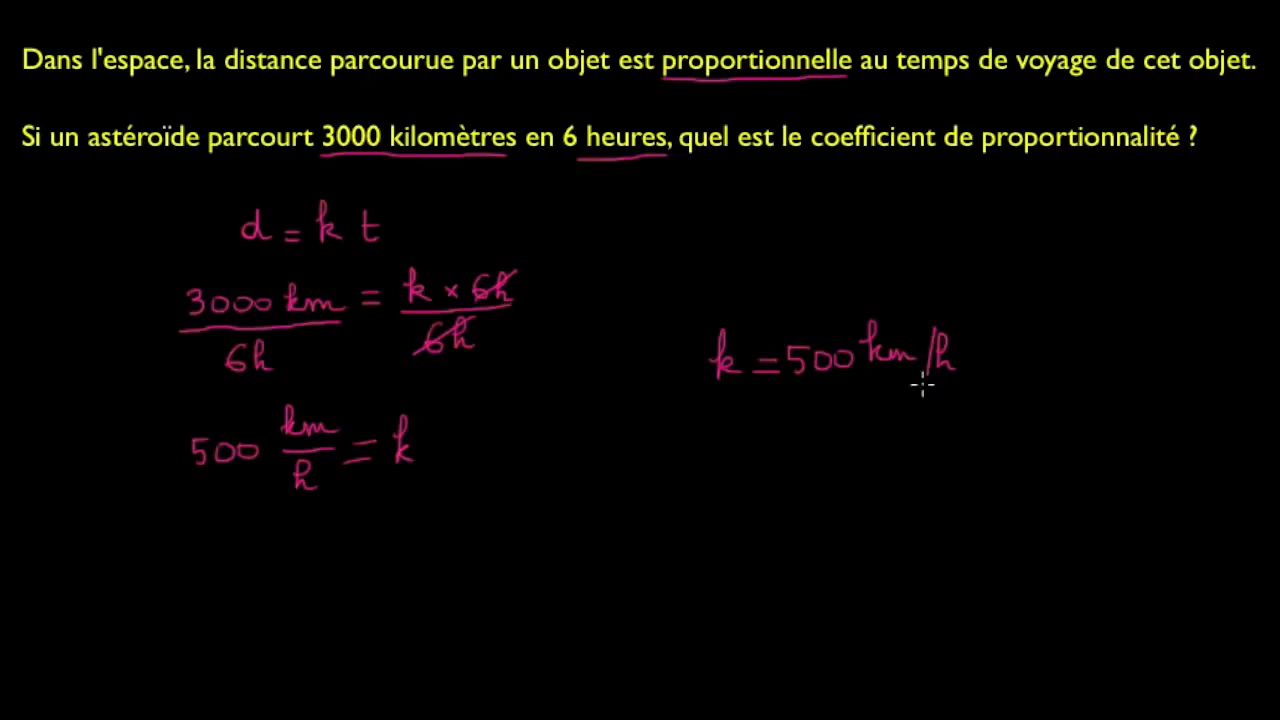 Dans l'espace, la distance parcourue par un objet est proportionnelle au temps de voyage de cet objet.
Si un astéroïde parcourt 3000 kilomètres en 6 heures, quel est le coefficient de proportionnalité ?
d = k t
3000 km = k × 6h
6h 6h
k = 500 km/h
500 km/h = k